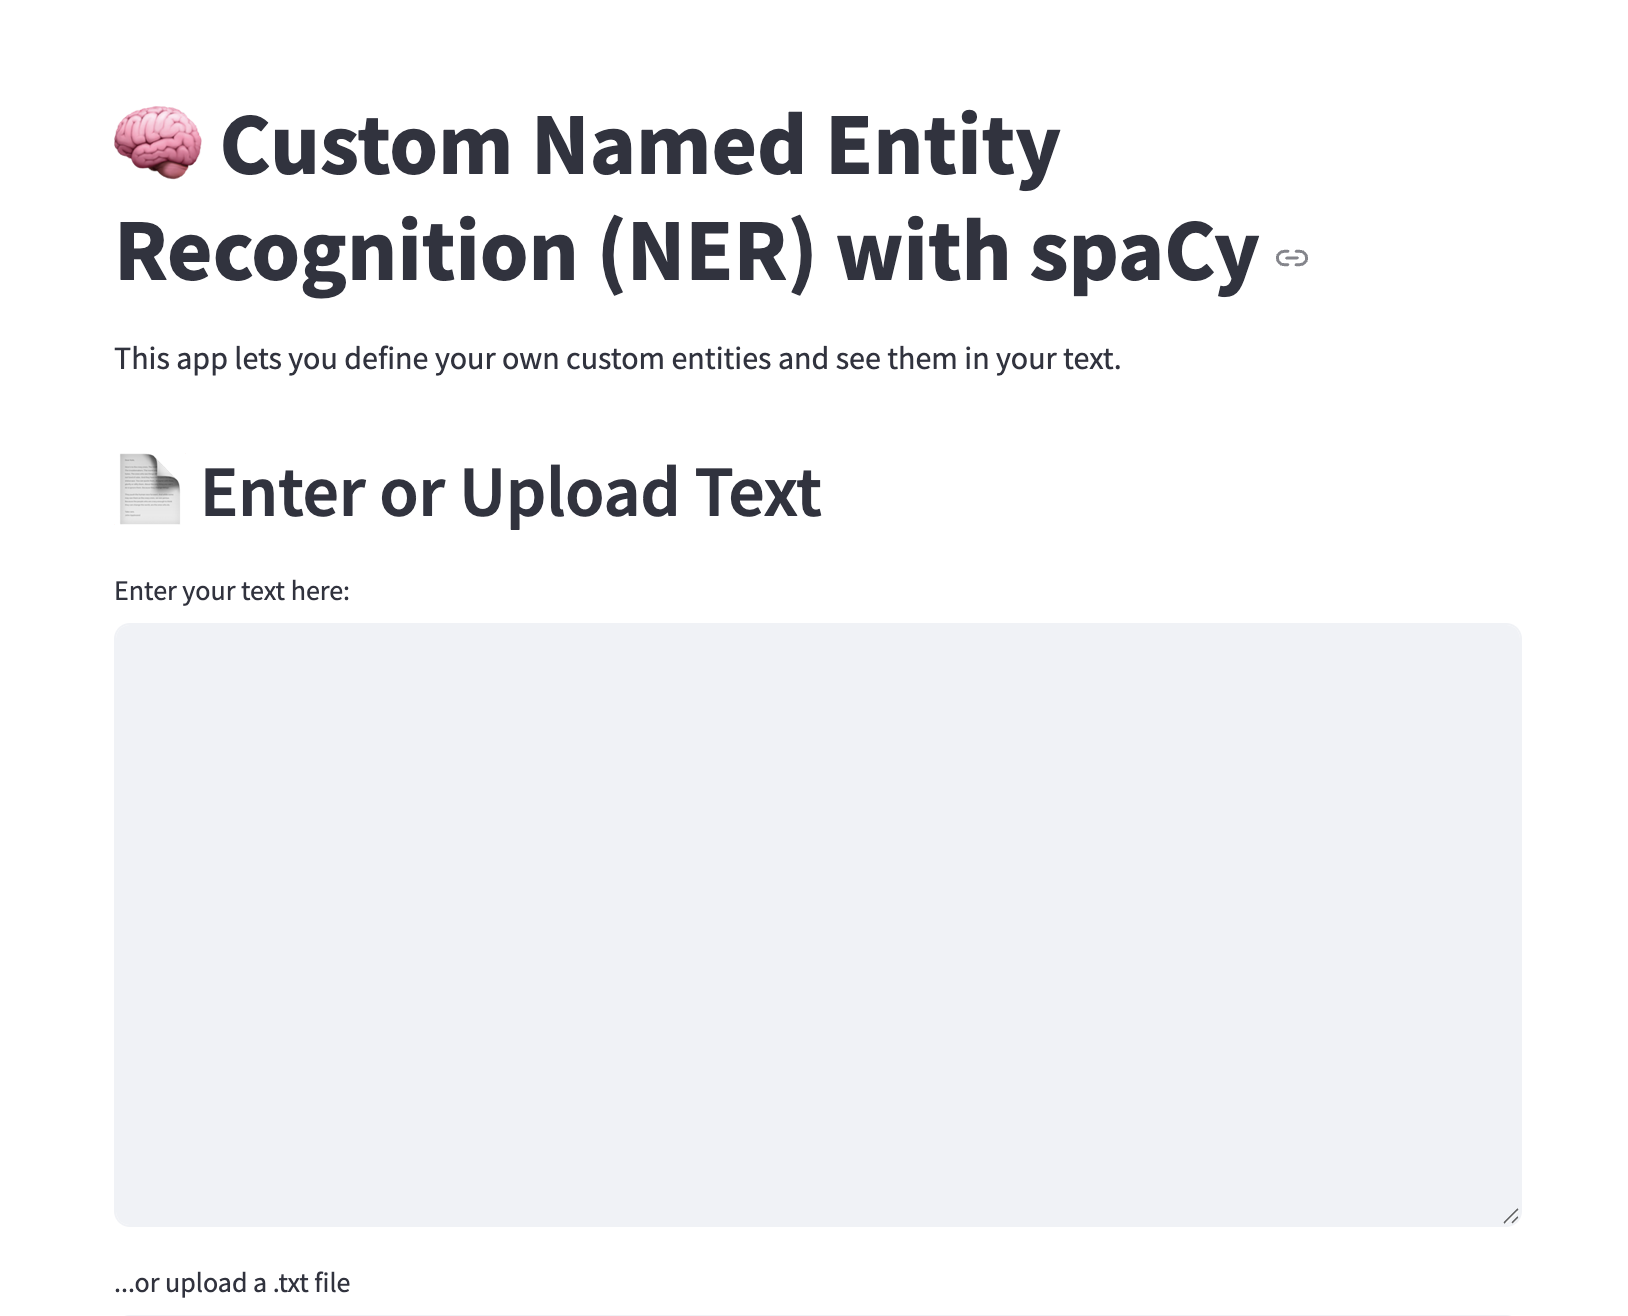 🧠 Custom Named Entity
Recognition (NER) with spaCy
This app lets you define your own custom entities and see them in your text.
📄 Enter or Upload Text
Enter your text here:
...or upload a .txt file